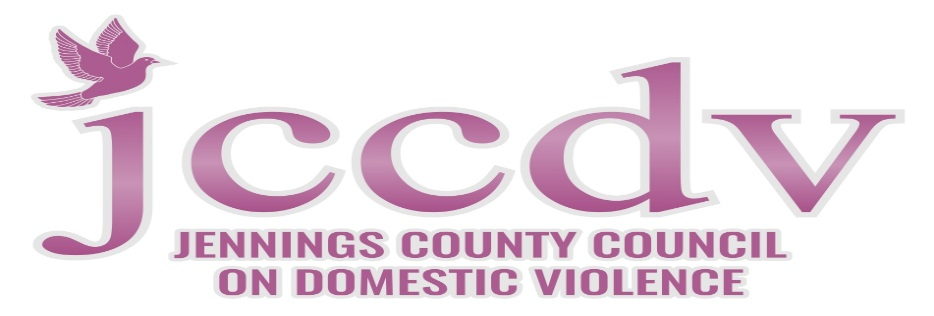 jccdv
JENNINGS COUNTY COUNCIL
ON DOMESTIC VIOLENCE